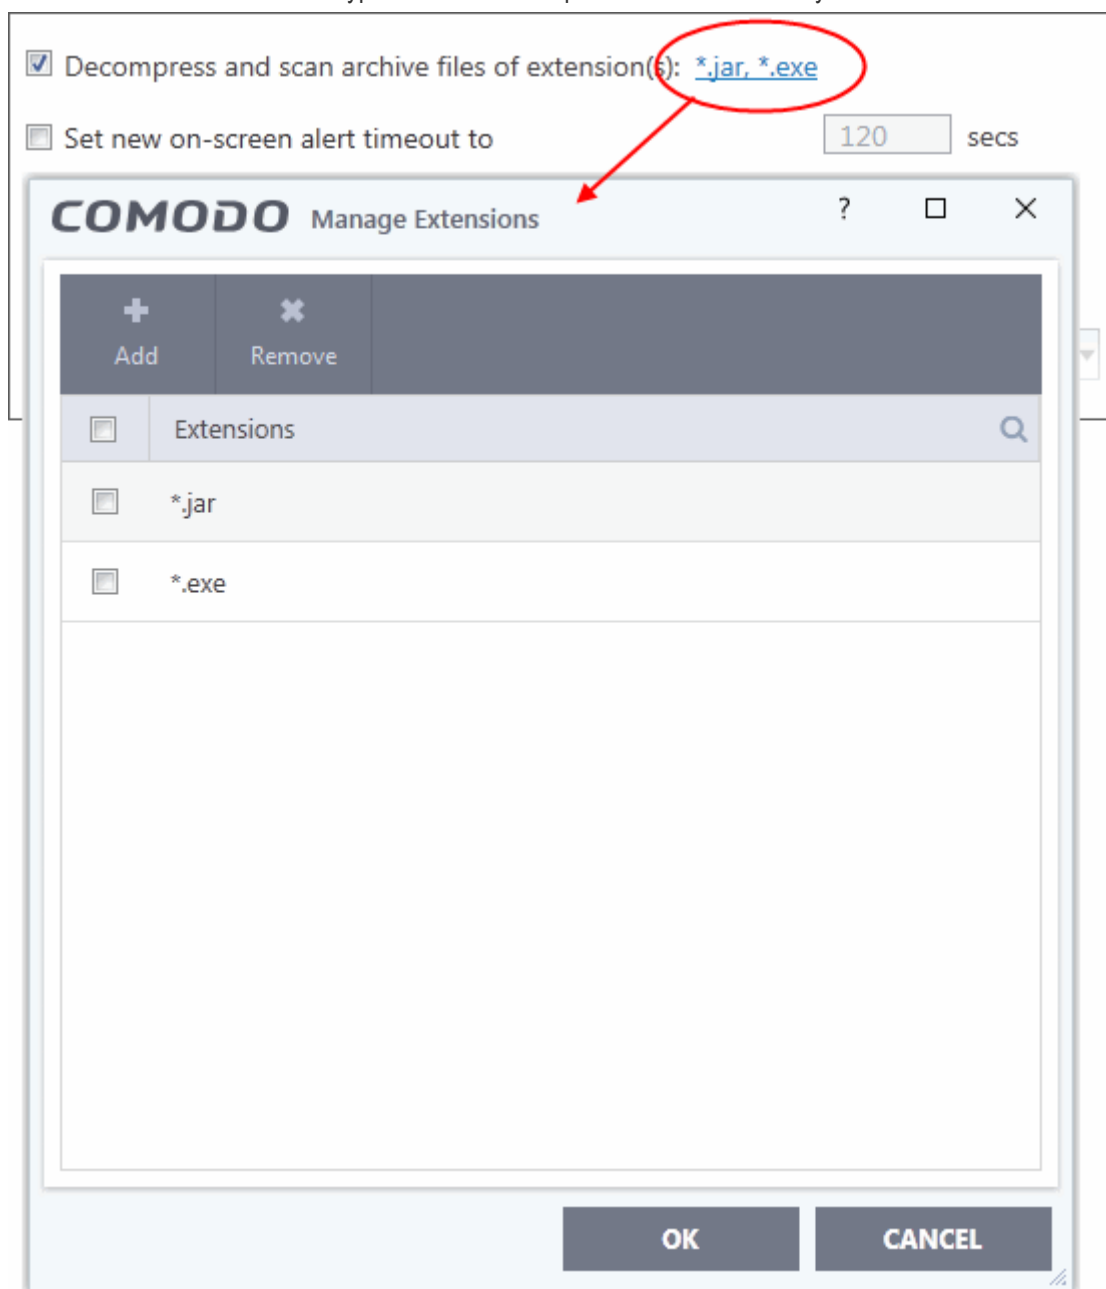 Decompress and scan archive files of extension(s): *.jar, *.exe
Set new on-screen alert timeout to 120 secs
COMODO Manage Extensions ?
Add Remove
Extensions
*.jar
*.exe
OK CANCEL